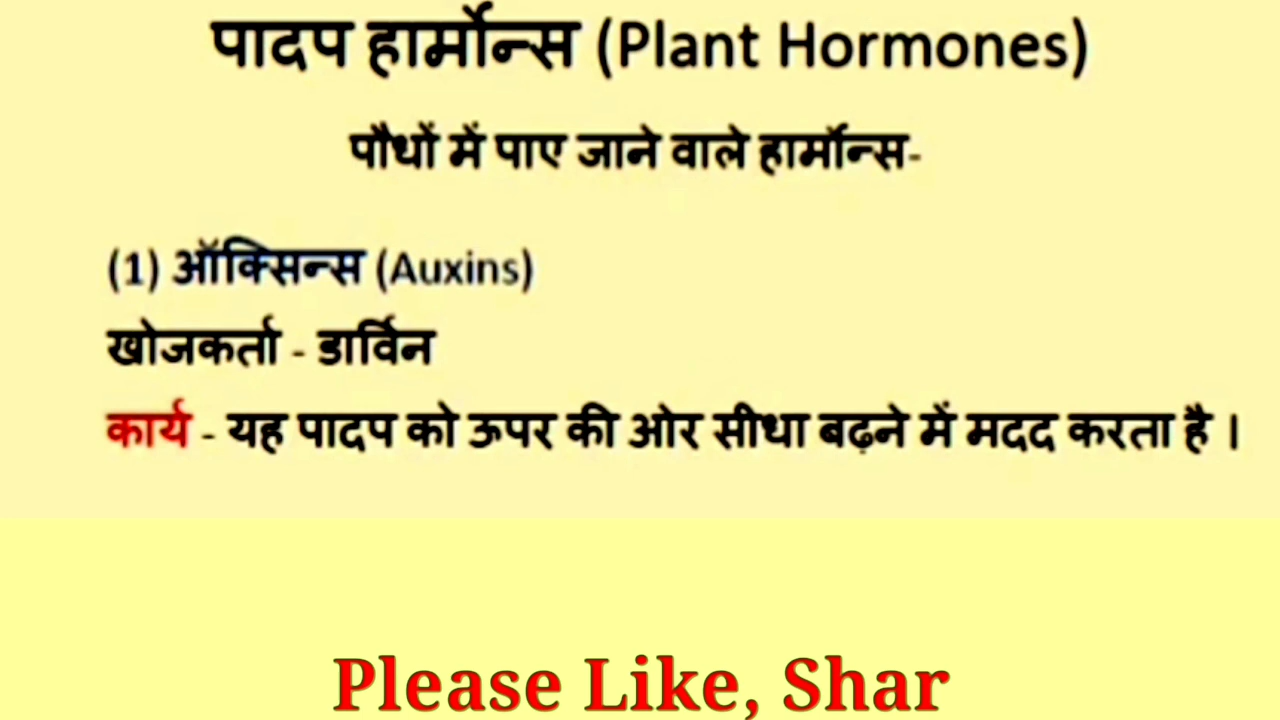 पादप हार्मोन्स (Plant Hormones)
पौधों में पाए जाने वाले हार्मोन्स-
(1) ऑक्सिन्स (Auxins)
खोजकर्ता - डार्विन
कार्य - यह पादप को ऊपर की ओर सीधा बढ़ने में मदद करता है ।
Please Like, Shar